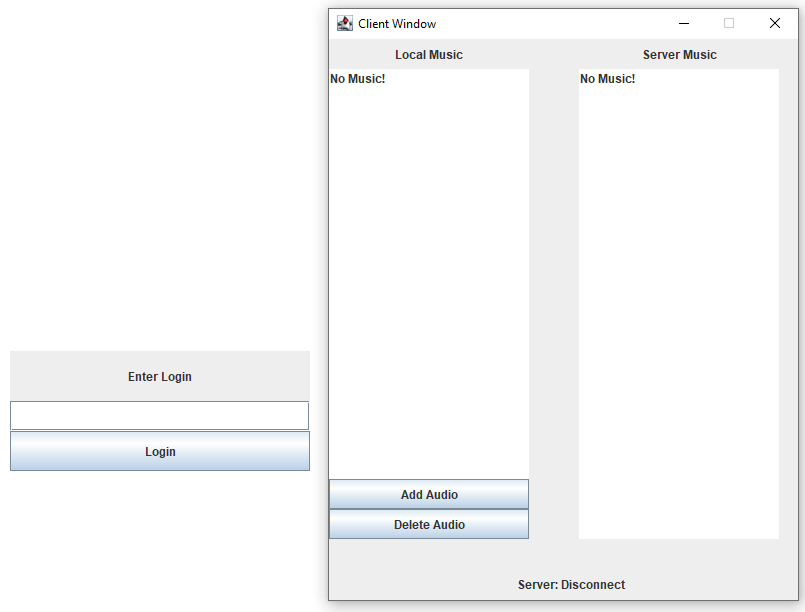 Client Window
Local Music
Server Music
No Music!
No Music!
Enter Login
Login
Add Audio
Delete Audio
Server: Disconnect